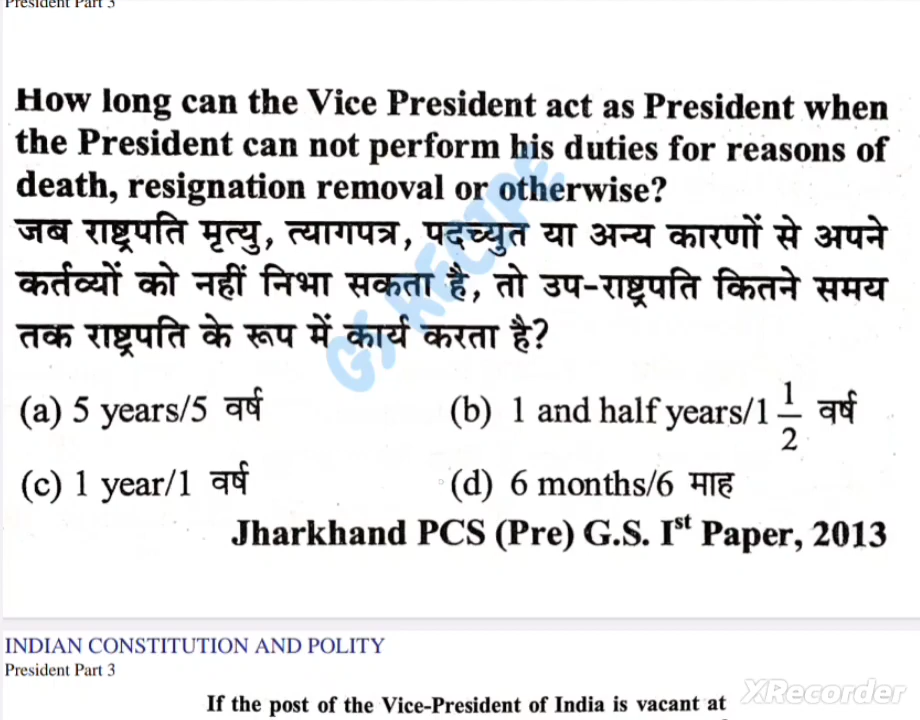 President Part 3
How long can the Vice President act as President when
the President can not perform his duties for reasons of
death, resignation removal or otherwise?
जब राष्ट्रपति मृत्यु, त्यागपत्र, पदच्युत या अन्य कारणों से अपने
कर्तव्यों को नहीं निभा सकता है, तो उप-राष्ट्रपति कितने समय
तक राष्ट्रपति के रूप में कार्य करता है?
GS RECIPE
(a) 5 years/5 वर्ष (b) 1 and half years/1 1/2 वर्ष
(c) 1 year/1 वर्ष (d) 6 months/6 माह
Jharkhand PCS (Pre) G.S. Ist Paper, 2013
INDIAN CONSTITUTION AND POLITY
President Part 3
If the post of the Vice-President of India is vacant at
XRecorder